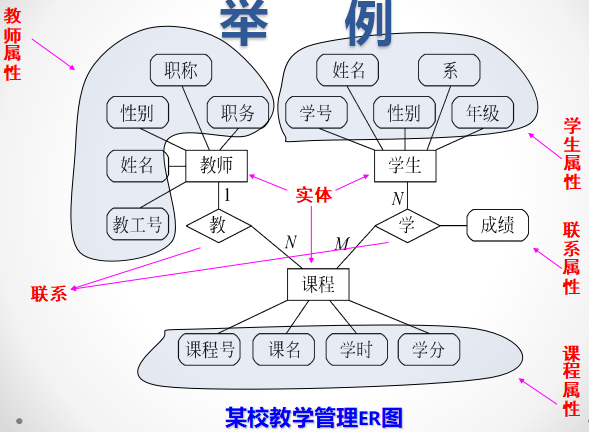 举 例
教师属性
职称
性别
职务
姓名
教师
教工号
姓名
系
学号
性别
年级
学生
学生属性
实体
1
N
教
学
成绩
N
M
联系
联系属性
课程
课程号
课名
学时
学分
课程属性
某校教学管理ER图